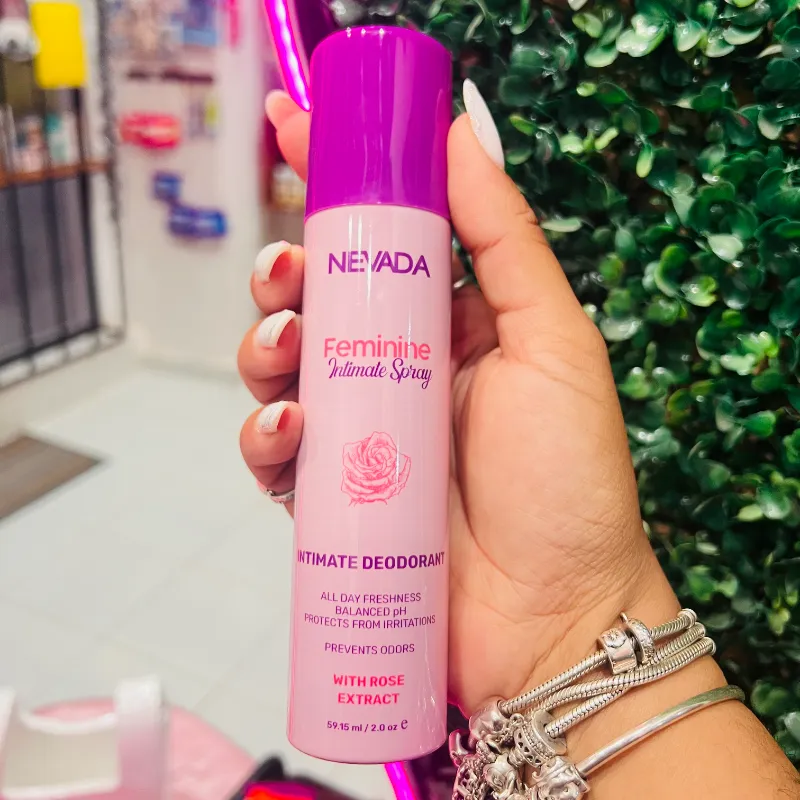 NEVADA
Feminine
Intimate Spray
INTIMATE DEODORANT
ALL DAY FRESHNESS
BALANCED pH
PROTECTS FROM IRRITATIONS
PREVENTS ODORS
WITH ROSE
EXTRACT
59.15 ml / 2.0 oz ℮